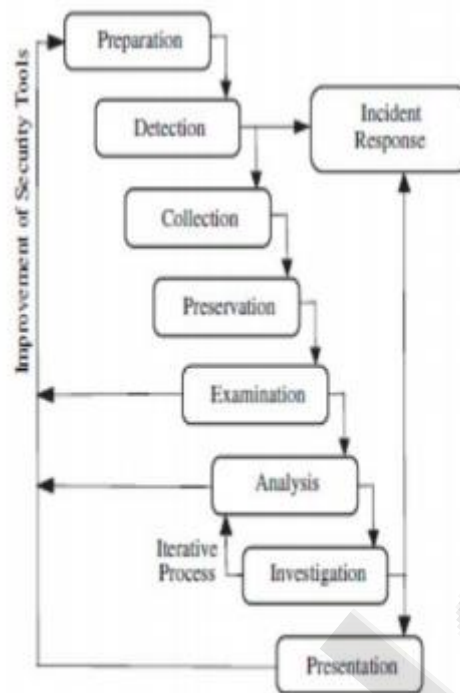 Preparation
Improvement of Security Tools
Detection
Incident
Response
Collection
Preservation
Examination
Analysis
Iterative
Process
Investigation
Presentation